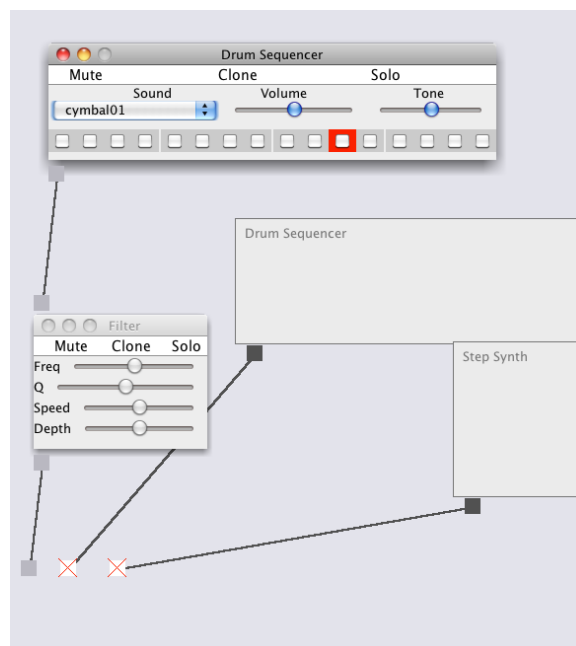 Drum Sequencer
Mute Clone Solo
Sound Volume Tone
cymbal01
Drum Sequencer
Filter
Mute Clone Solo
Freq
Q
Speed
Depth
Step Synth